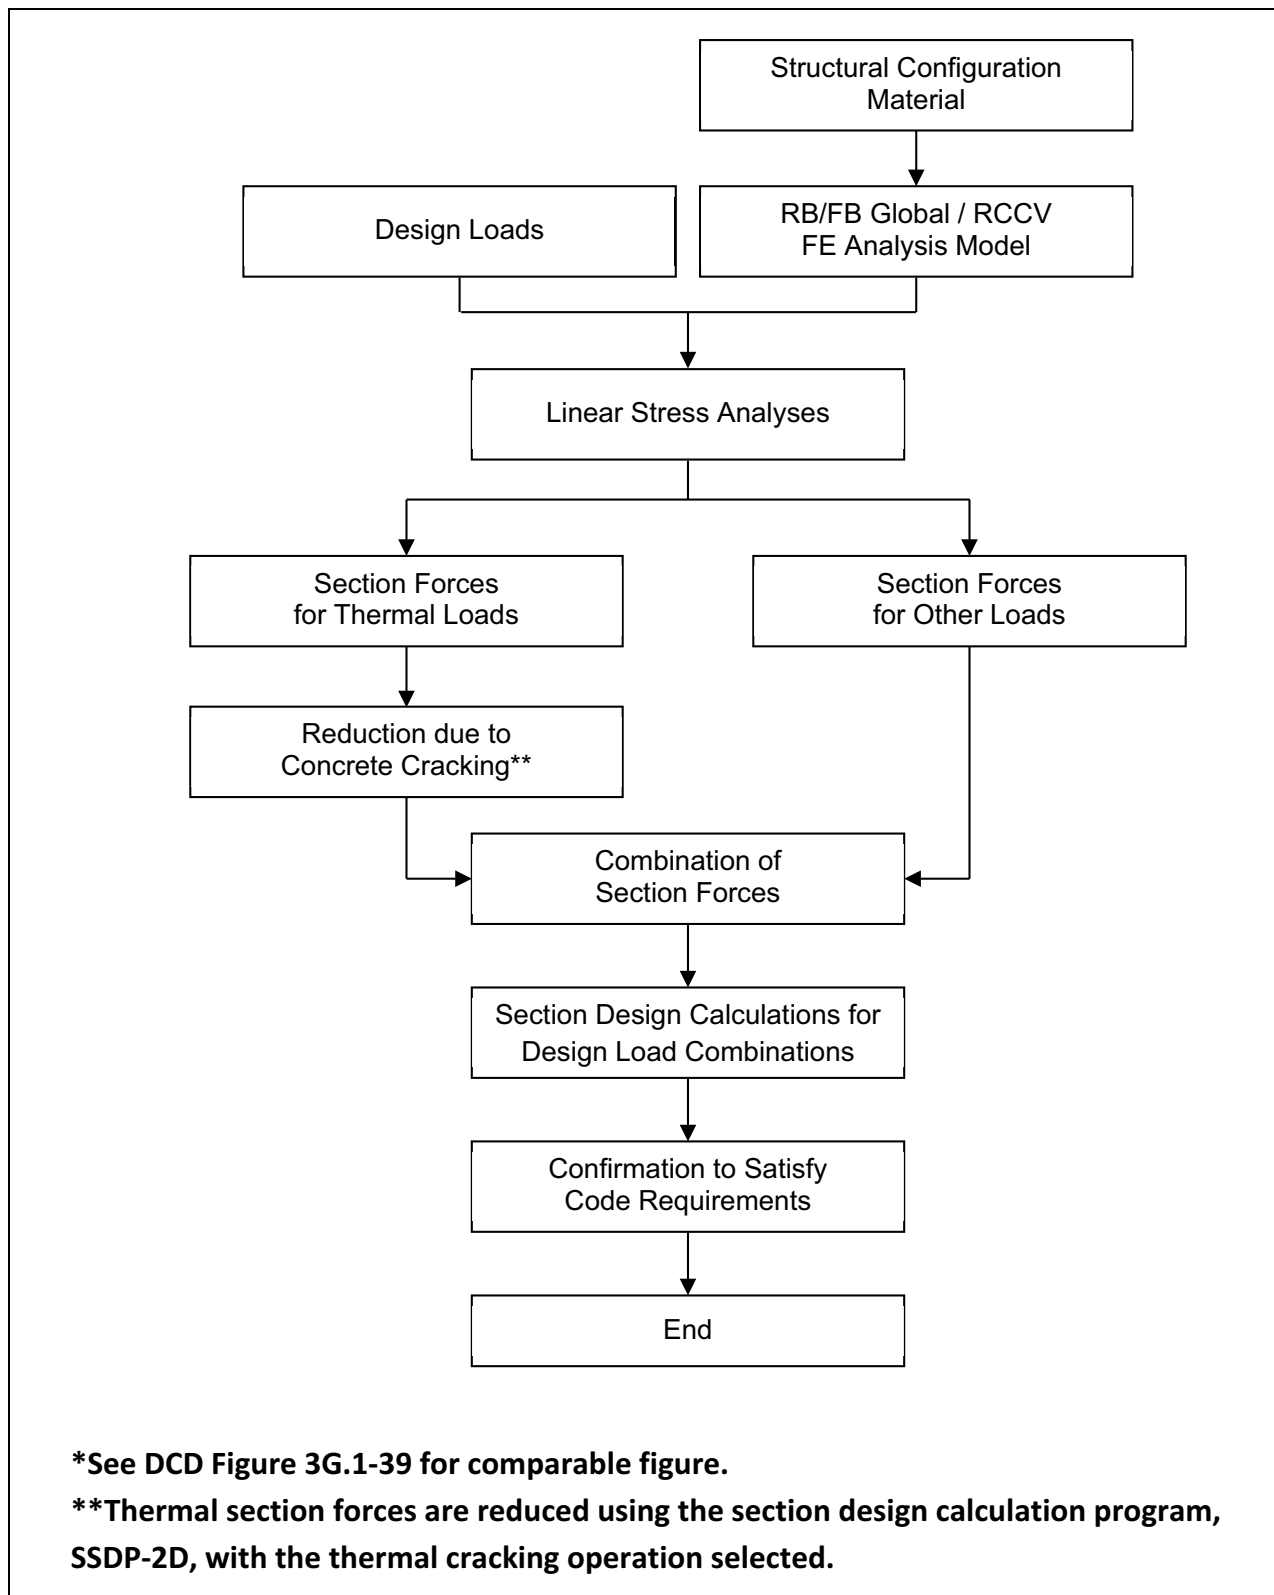 Structural Configuration
Material
Design Loads
RB/FB Global / RCCV
FE Analysis Model
Linear Stress Analyses
Section Forces
for Thermal Loads
Section Forces
for Other Loads
Reduction due to
Concrete Cracking**
Combination of
Section Forces
Section Design Calculations for
Design Load Combinations
Confirmation to Satisfy
Code Requirements
End
*See DCD Figure 3G.1-39 for comparable figure.
**Thermal section forces are reduced using the section design calculation program,
SSDP-2D, with the thermal cracking operation selected.